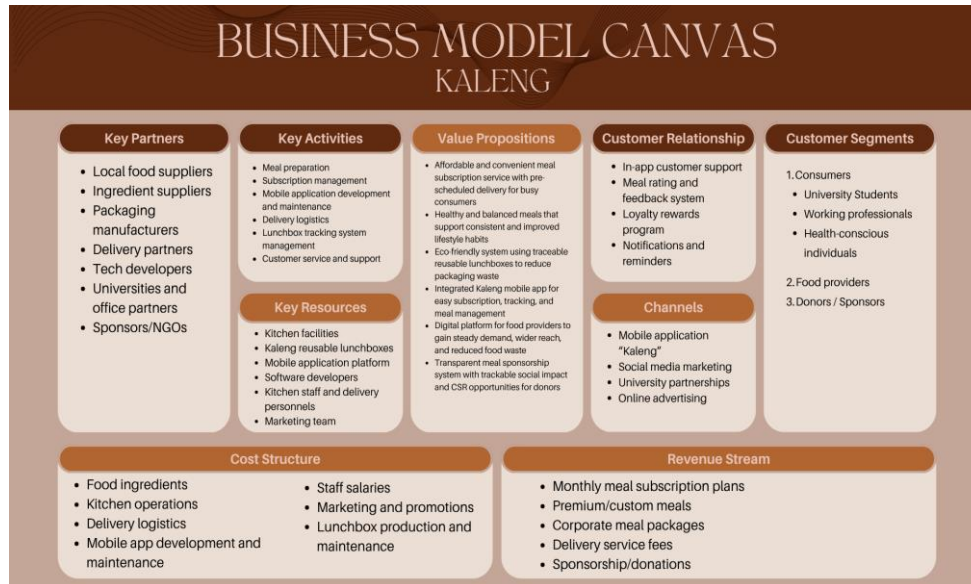 BUSINESS MODEL CANVAS
KALENG
Key Partners
• Local food suppliers
• Ingredient suppliers
• Packaging
manufacturers
• Delivery partners
• Tech developers
• Universities and
office partners
• Sponsors/NGOs
Key Activities
• Meal preparation
• Subscription management
• Mobile application development
and maintenance
• Delivery logistics
• Lunchbox tracking system
management
• Customer service and support
Key Resources
• Kitchen facilities
• Kaleng reusable lunchboxes
• Mobile application platform
• Software developers
• Kitchen staff and delivery
personnels
• Marketing team
Value Propositions
• Affordable and convenient meal
subscription service with pre-
scheduled delivery for busy
consumers
• Healthy and balanced meals that
support consistent and improved
lifestyle habits
• Eco-friendly system using traceable
reusable lunchboxes to reduce
packaging waste
• Integrated Kaleng mobile app for
easy subscription, tracking, and
meal management
• Digital platform for food providers to
gain steady demand, wider reach,
and reduced food waste
• Transparent meal sponsorship
system with trackable social impact
and CSR opportunities for donors
Customer Relationship
• In-app customer support
• Meal rating and
feedback system
• Loyalty rewards
program
• Notifications and
reminders
Channels
• Mobile application
"Kaleng"
• Social media marketing
• University partnerships
• Online advertising
Customer Segments
1. Consumers
• University Students
• Working professionals
• Health-conscious
individuals
2. Food providers
3. Donors / Sponsors
Cost Structure
• Food ingredients
• Kitchen operations
• Delivery logistics
• Mobile app development and
maintenance
• Staff salaries
• Marketing and promotions
• Lunchbox production and
maintenance
Revenue Stream
• Monthly meal subscription plans
• Premium/custom meals
• Corporate meal packages
• Delivery service fees
• Sponsorship/donations